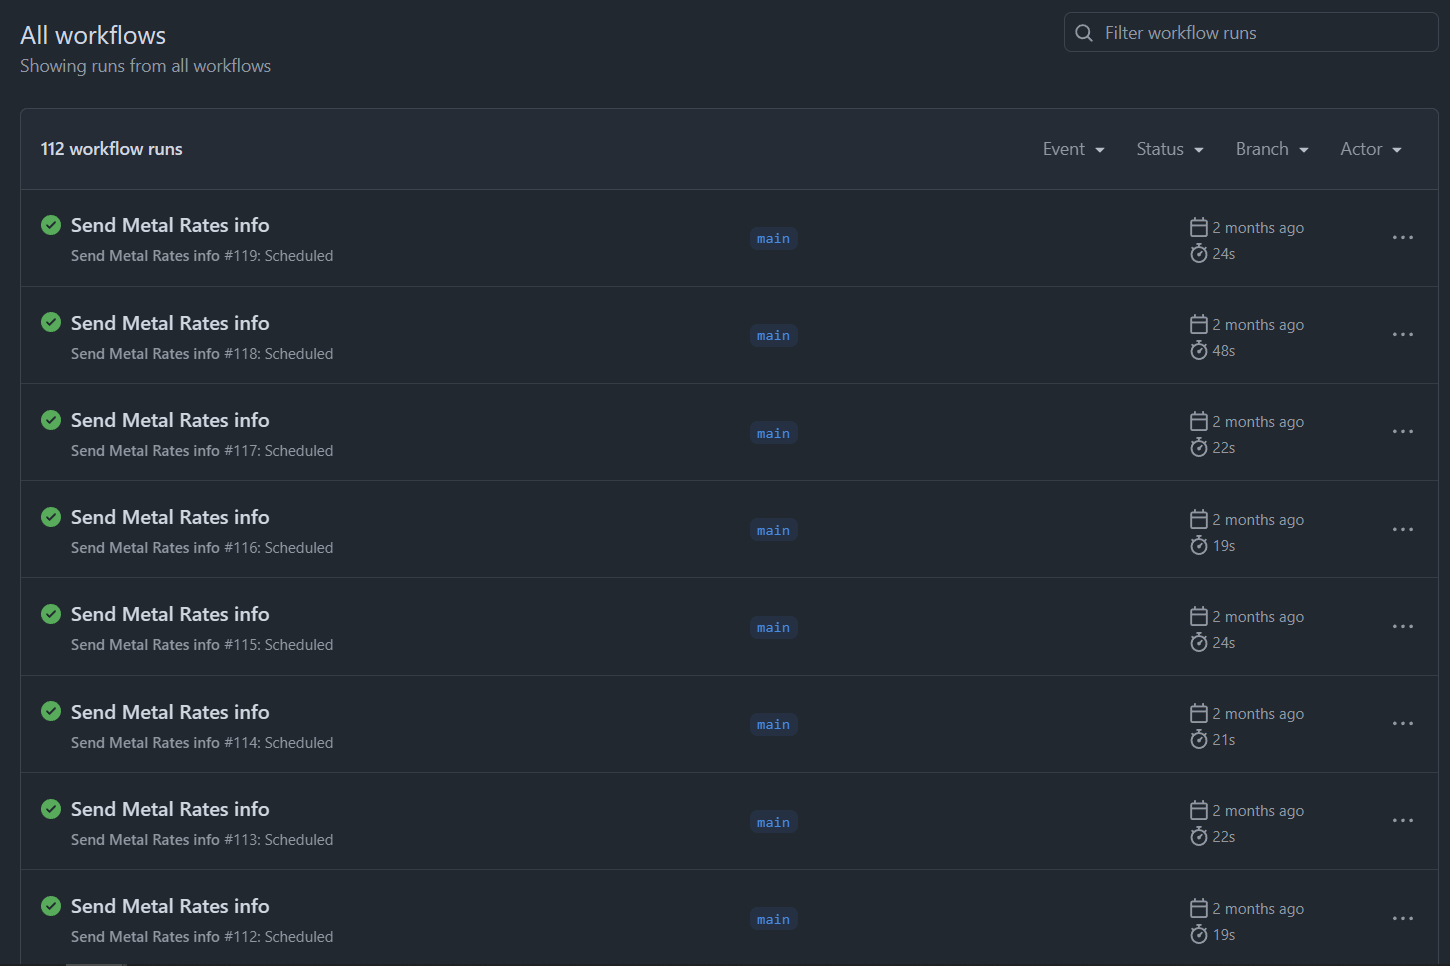 All workflows
Filter workflow runs
Showing runs from all workflows
112 workflow runs
Event
Status
Branch
Actor
Send Metal Rates info
Send Metal Rates info #119: Scheduled
main
2 months ago
24s
Send Metal Rates info
Send Metal Rates info #118: Scheduled
main
2 months ago
48s
Send Metal Rates info
Send Metal Rates info #117: Scheduled
main
2 months ago
22s
Send Metal Rates info
Send Metal Rates info #116: Scheduled
main
2 months ago
19s
Send Metal Rates info
Send Metal Rates info #115: Scheduled
main
2 months ago
24s
Send Metal Rates info
Send Metal Rates info #114: Scheduled
main
2 months ago
21s
Send Metal Rates info
Send Metal Rates info #113: Scheduled
main
2 months ago
22s
Send Metal Rates info
Send Metal Rates info #112: Scheduled
main
2 months ago
19s